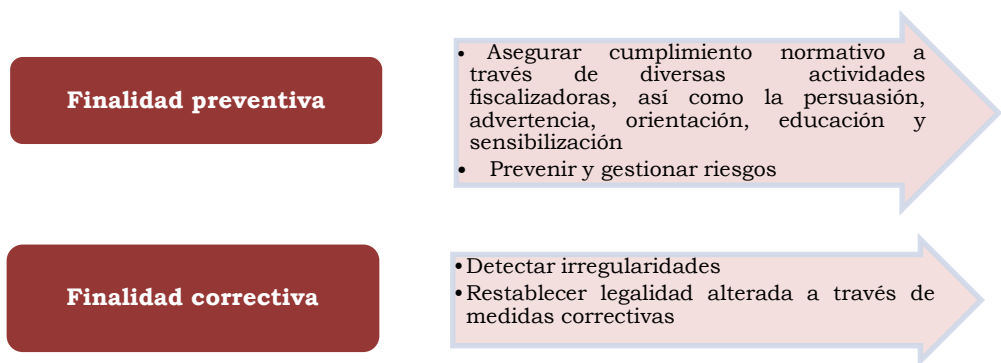 Finalidad preventiva
• Asegurar cumplimiento normativo a
través de diversas actividades
fiscalizadoras, así como la persuasión,
advertencia, orientación, educación y
sensibilización
• Prevenir y gestionar riesgos
Finalidad correctiva
• Detectar irregularidades
• Restablecer legalidad alterada a través de
medidas correctivas